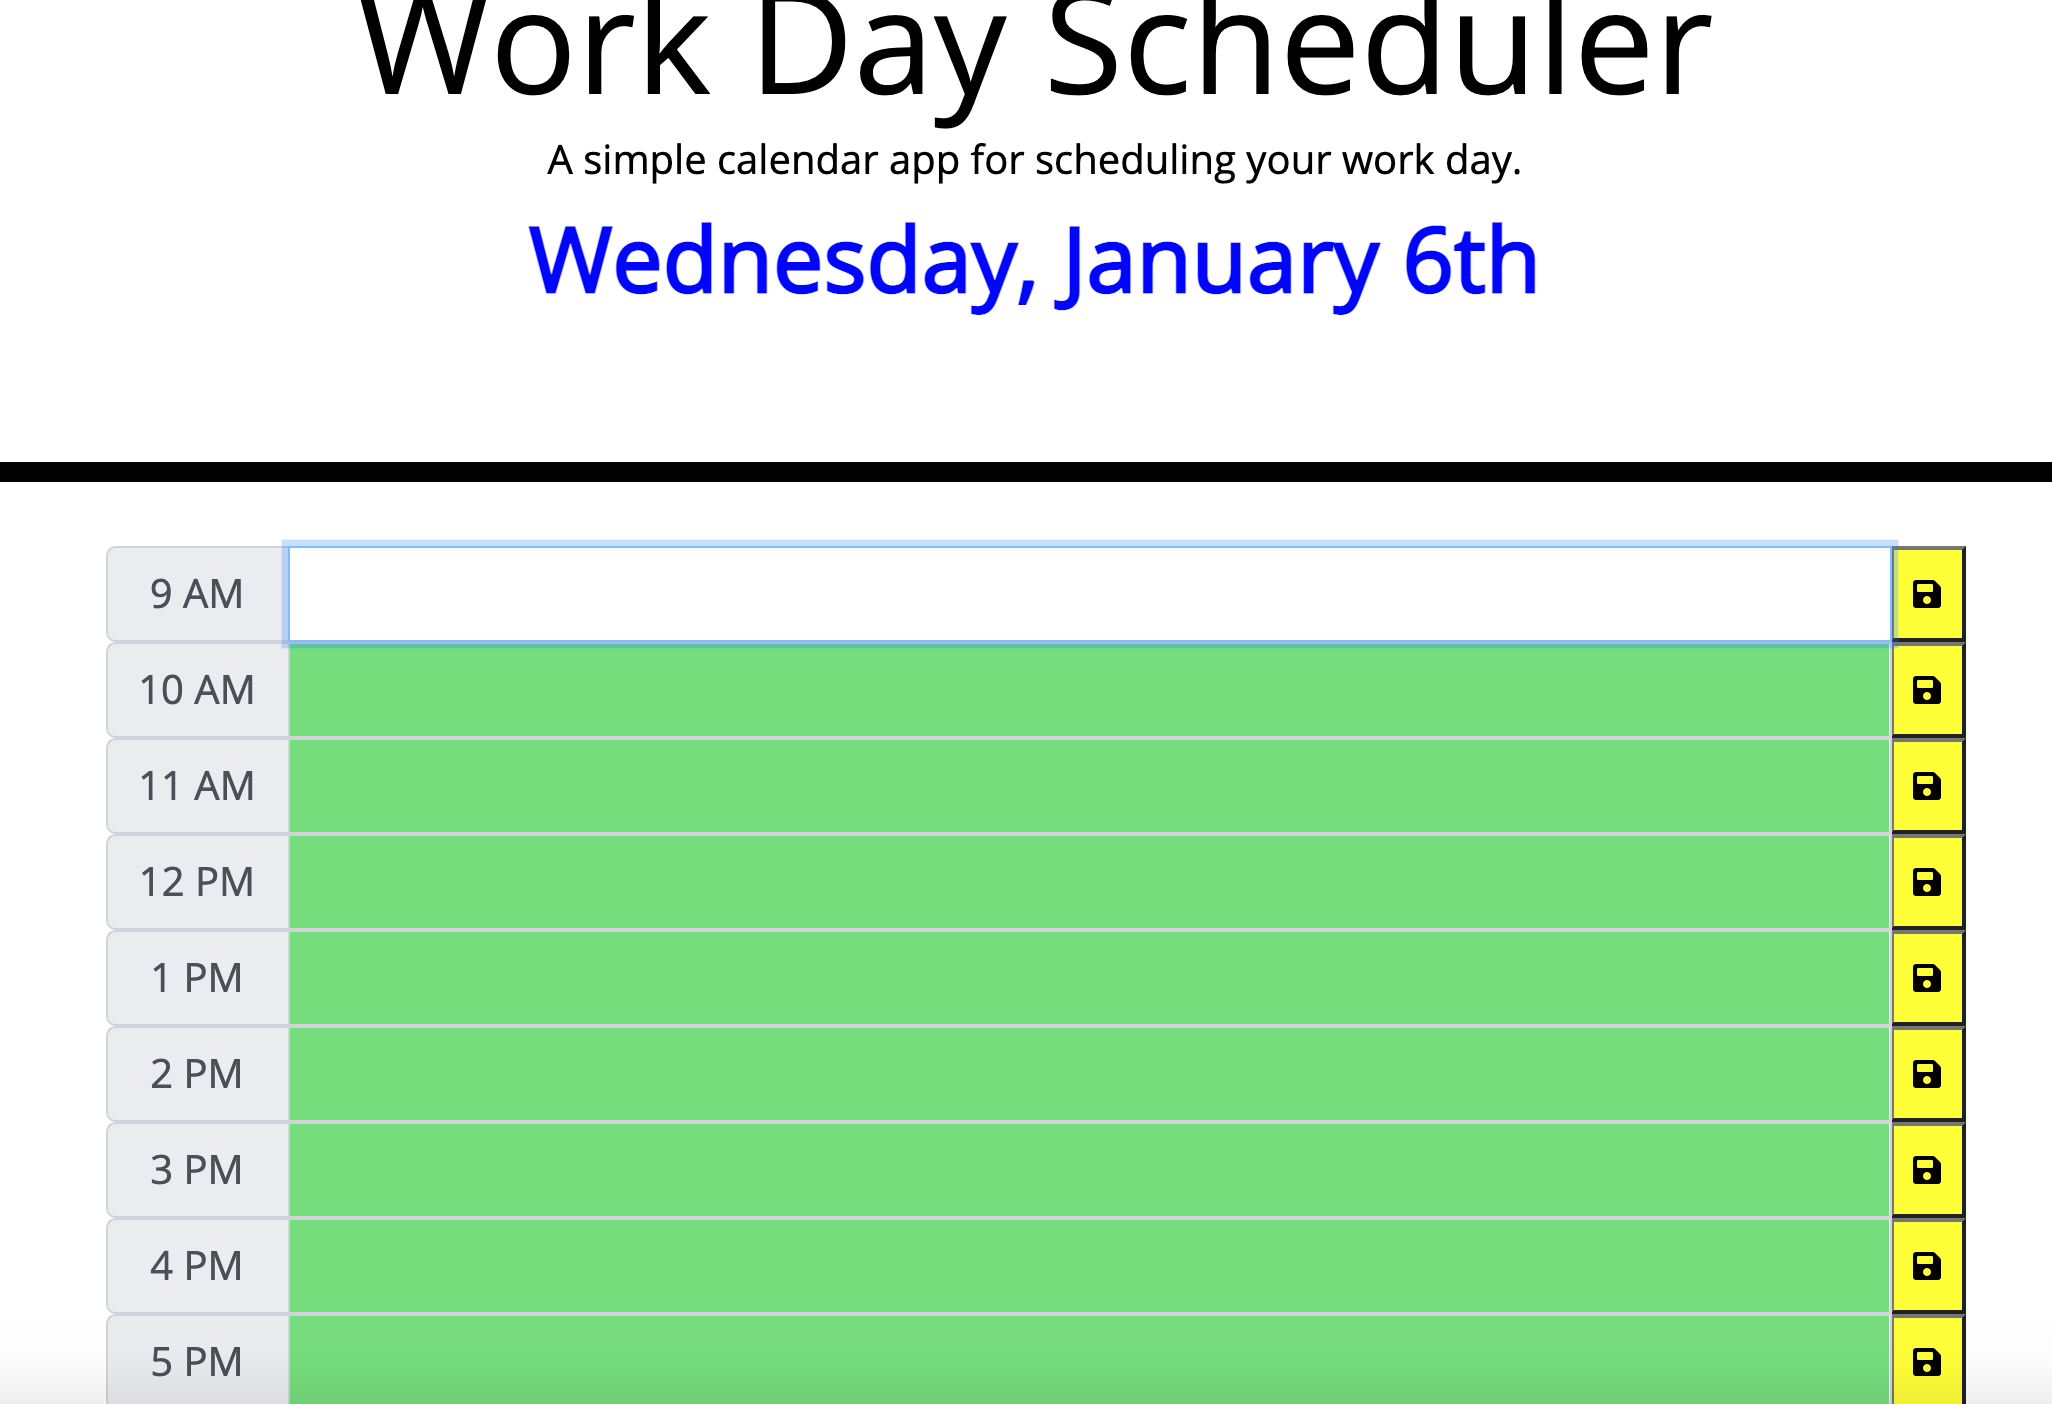 Work Day Scheduler
A simple calendar app for scheduling your work day.
Wednesday, January 6th
9 AM
10 AM
11 AM
12 PM
1 PM
2 PM
3 PM
4 PM
5 PM